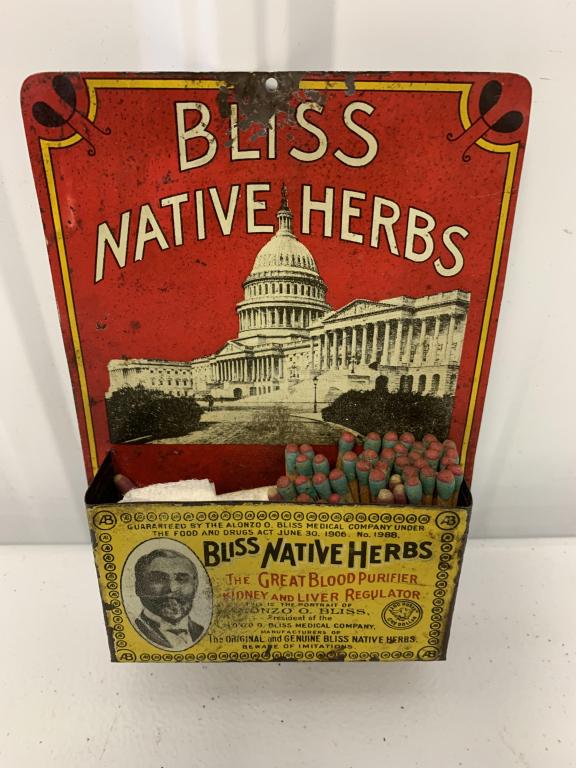 BLISS
NATIVE HERBS
GUARANTEED BY THE ALONZO O. BLISS MEDICAL COMPANY UNDER
THE FOOD AND DRUGS ACT JUNE 30, 1906. No. 1988.
BLISS NATIVE HERBS
THE GREAT BLOOD PURIFIER
KIDNEY AND LIVER REGULATOR
THIS IS THE PORTRAIT OF
ALONZO O. BLISS,
President of the
ALONZO O. BLISS MEDICAL COMPANY,
MANUFACTURERS OF
The ORIGINAL and GENUINE BLISS NATIVE HERBS.
BEWARE OF IMITATIONS.